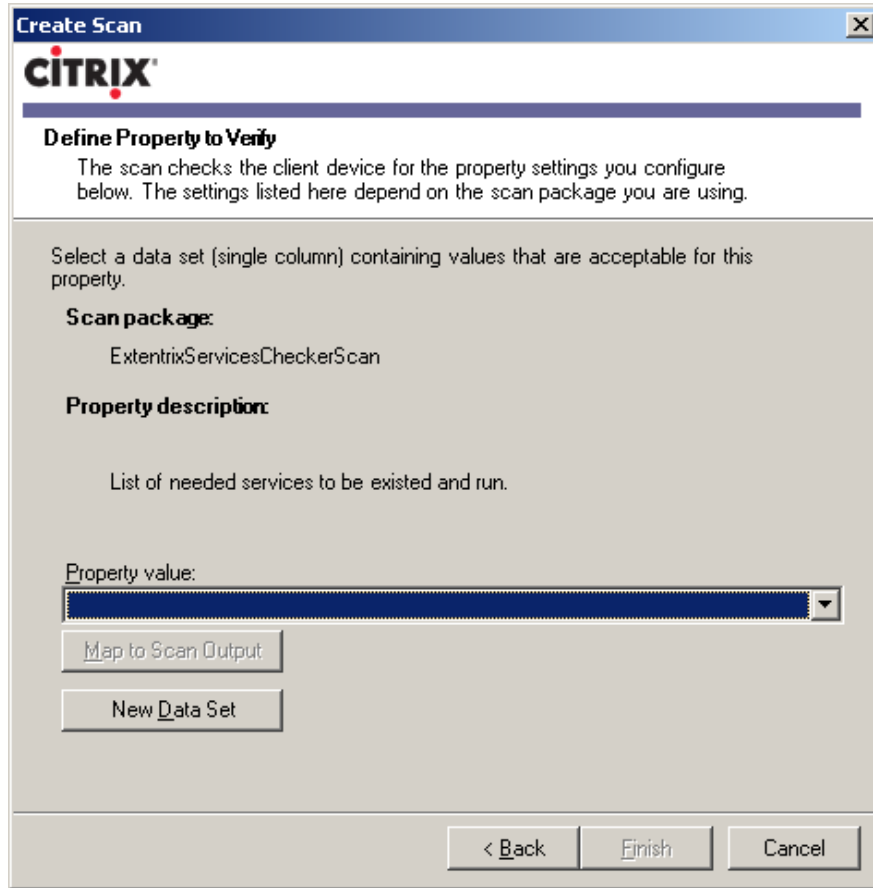 Create Scan
CİTRIX®
Define Property to Verify
The scan checks the client device for the property settings you configure
below. The settings listed here depend on the scan package you are using.
Select a data set (single column) containing values that are acceptable for this
property.
Scan package:
ExtentrixServicesCheckerScan
Property description:
List of needed services to be existed and run.
Property value:
Map to Scan Output
New Data Set
< Back Finish Cancel